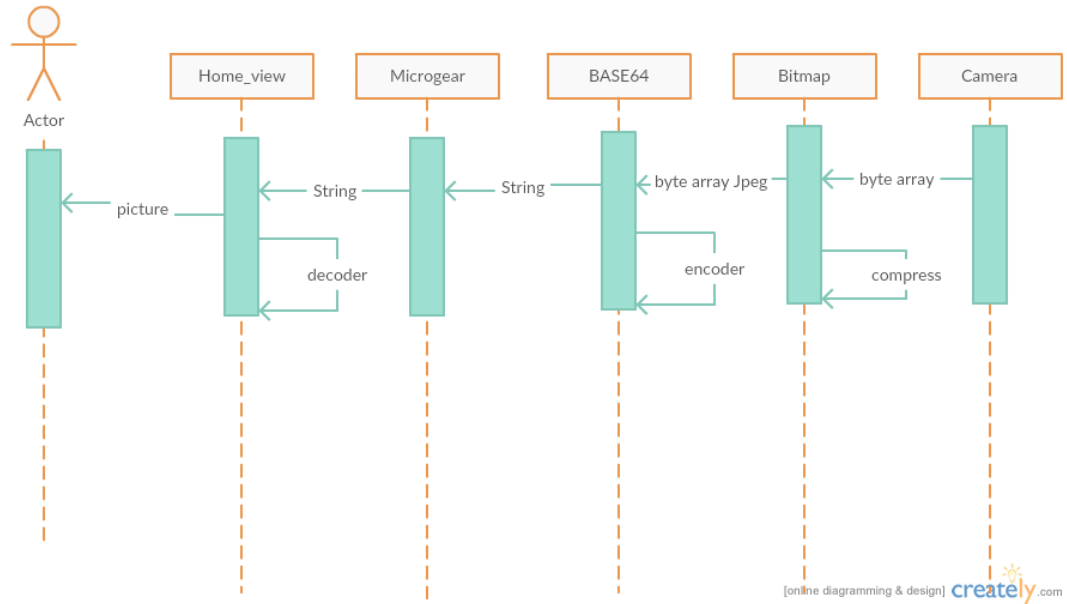 Home_view
Microgear
BASE64
Bitmap
Camera
Actor
byte array Jpeg
byte array
String
String
picture
decoder
encoder
compress
[online diagramming & design] creately.com